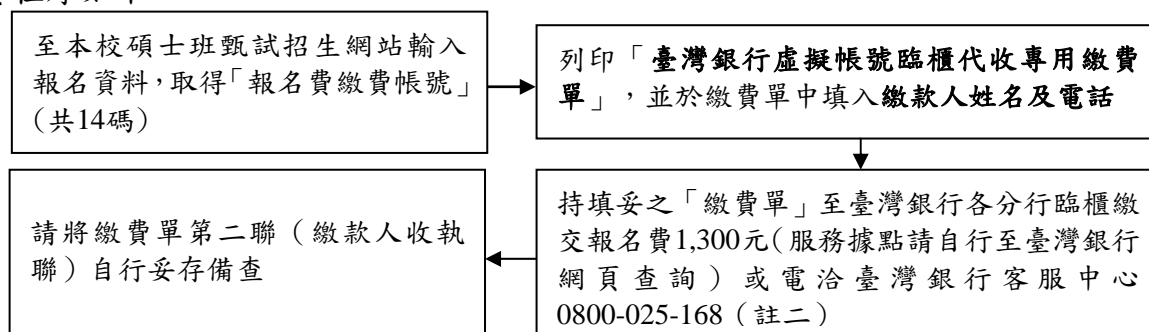 至本校碩士班甄試招生網站輸入
報名資料，取得「報名費繳費帳號」
(共14碼)
列印「臺灣銀行虛擬帳號臨櫃代收專用繳費
單」，並於繳費單中填入繳款人姓名及電話
持填妥之「繳費單」至臺灣銀行各分行臨櫃繳
交報名費1,300元(服務據點請自行至臺灣銀行
網頁查詢）或電洽臺灣銀行客服中心
0800-025-168（註二）
請將繳費單第二聯（繳款人收執
聯）自行妥存備查